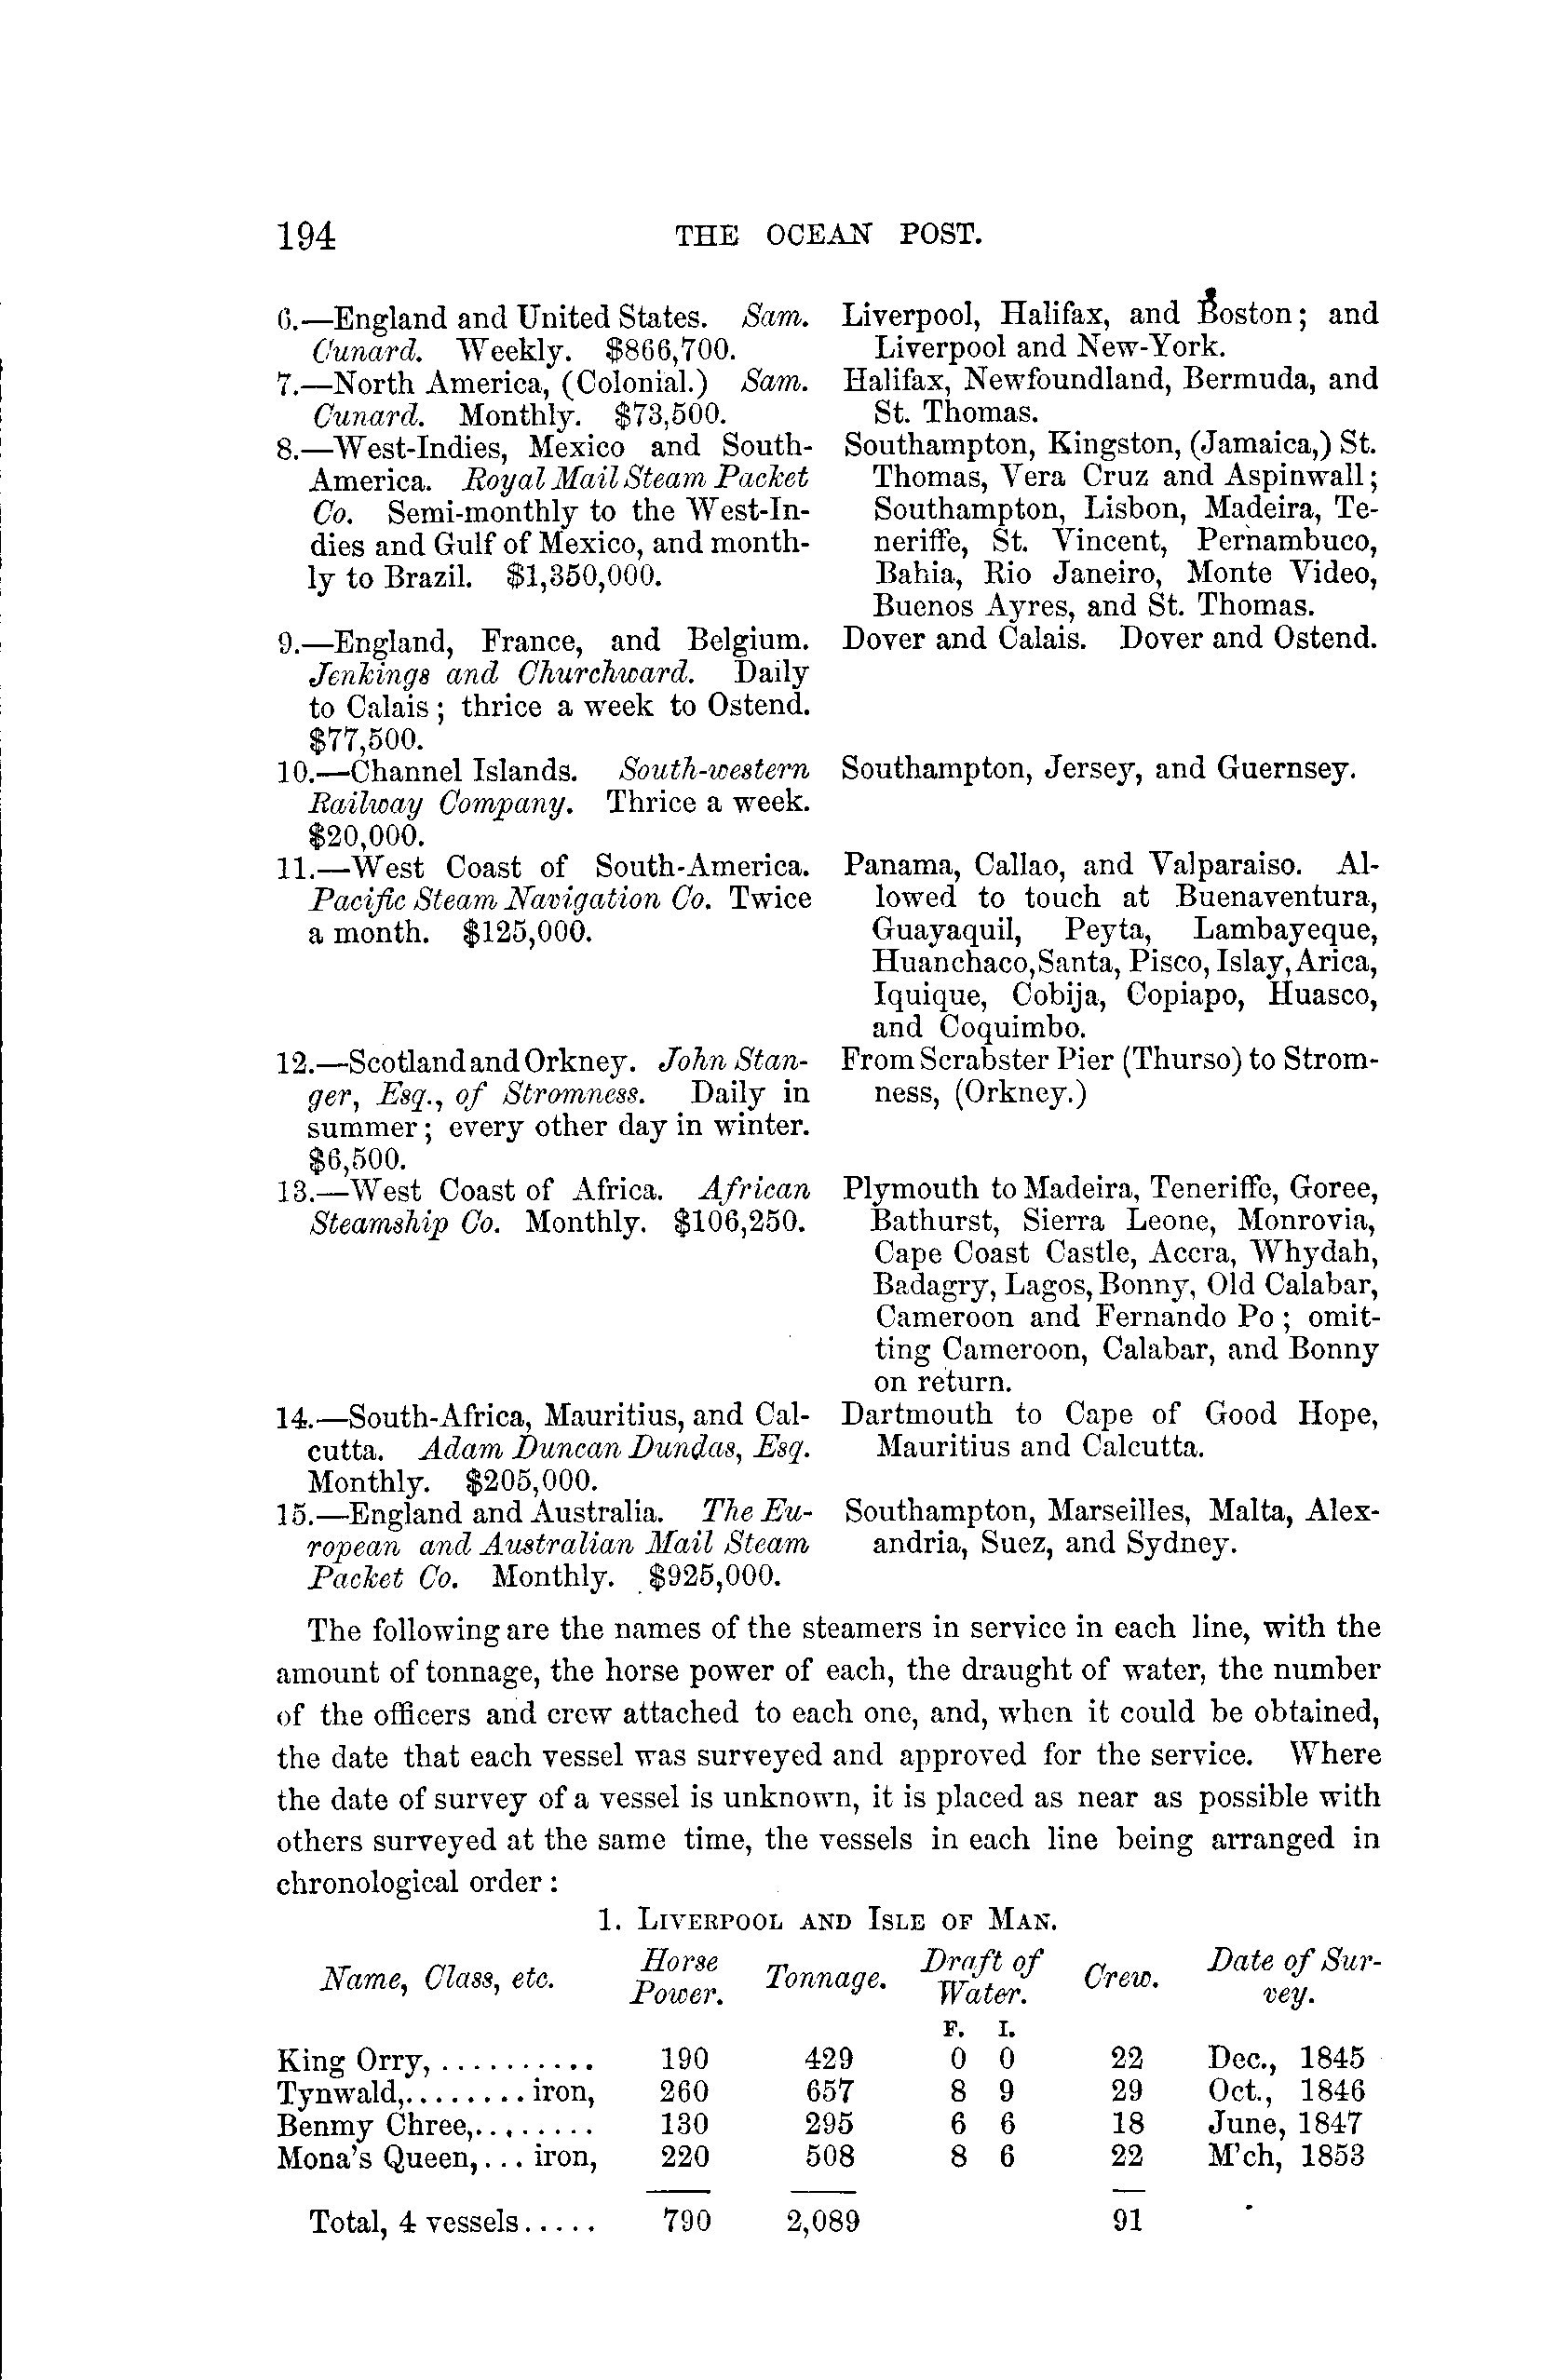 194 THE OCEAN POST.
6.—England and United States. Sam.
Cunard. Weekly. $866,700.
Liverpool, Halifax, and Boston; and
Liverpool and New-York.
7.—North America, (Colonial.) Sam.
Cunard. Monthly. $73,500.
Halifax, Newfoundland, Bermuda, and
St. Thomas.
8.—West-Indies, Mexico and South-
America. Royal Mail Steam Packet
Co. Semi-monthly to the West-In-
dies and Gulf of Mexico, and month-
ly to Brazil. $1,350,000.
Southampton, Kingston, (Jamaica,) St.
Thomas, Vera Cruz and Aspinwall;
Southampton, Lisbon, Madeira, Te-
neriffe, St. Vincent, Pernambuco,
Bahia, Rio Janeiro, Monte Video,
Buenos Ayres, and St. Thomas.
9.—England, France, and Belgium.
Jenkings and Churchward. Daily
to Calais; thrice a week to Ostend.
$77,500.
Dover and Calais. Dover and Ostend.
10.—Channel Islands. South-western
Railway Company. Thrice a week.
$20,000.
Southampton, Jersey, and Guernsey.
11.—West Coast of South-America.
Pacific Steam Navigation Co. Twice
a month. $125,000.
Panama, Callao, and Valparaiso. Al-
lowed to touch at Buenaventura,
Guayaquil, Peyta, Lambayeque,
Huanchaco, Santa, Pisco, Islay, Arica,
Iquique, Cobija, Copiapo, Huasco,
and Coquimbo.
12.—Scotland and Orkney. John Stan-
ger, Esq., of Stromness. Daily in
summer; every other day in winter.
$6,500.
From Scrabster Pier (Thurso) to Strom-
ness, (Orkney.)
13.—West Coast of Africa. African
Steamship Co. Monthly. $106,250.
Plymouth to Madeira, Teneriffe, Goree,
Bathurst, Sierra Leone, Monrovia,
Cape Coast Castle, Accra, Whydah,
Badagry, Lagos, Bonny, Old Calabar,
Cameroon and Fernando Po; omit-
ting Cameroon, Calabar, and Bonny
on return.
14.—South-Africa, Mauritius, and Cal-
cutta. Adam Duncan Dundas, Esq.
Monthly. $205,000.
Dartmouth to Cape of Good Hope,
Mauritius and Calcutta.
15.—England and Australia. The Eu-
ropean and Australian Mail Steam
Packet Co. Monthly. $925,000.
Southampton, Marseilles, Malta, Alex-
andria, Suez, and Sydney.
The following are the names of the steamers in service in each line, with the
amount of tonnage, the horse power of each, the draught of water, the number
of the officers and crew attached to each one, and, when it could be obtained,
the date that each vessel was surveyed and approved for the service. Where
the date of survey of a vessel is unknown, it is placed as near as possible with
others surveyed at the same time, the vessels in each line being arranged in
chronological order:
1. LIVERPOOL AND ISLE OF MAN.
Name, Class, etc. Horse Power. Tonnage. Draft of Water. Crew. Date of Sur-vey.
F. I.
King Orry, ........... 190 429 0 0 22 Dec., 1845
Tynwald,........ iron, 260 657 8 9 29 Oct., 1846
Benmy Chree,........ 130 295 6 6 18 June, 1847
Mona's Queen,... iron, 220 508 8 6 22 M'ch, 1853
Total, 4 vessels..... 790 2,089 91